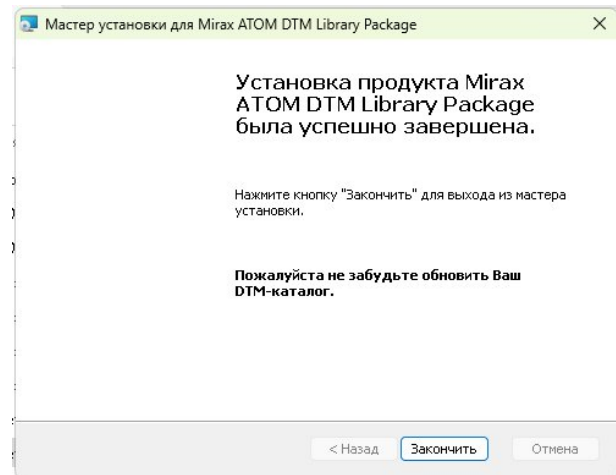 Мастер установки для Mirax ATOM DTM Library Package
Установка продукта Mirax
ATOM DTM Library Package
была успешно завершена.
Нажмите кнопку "Закончить" для выхода из мастера
установки.
Пожалуйста не забудьте обновить Ваш
DTM-каталог.
< Назад Закончить Отмена